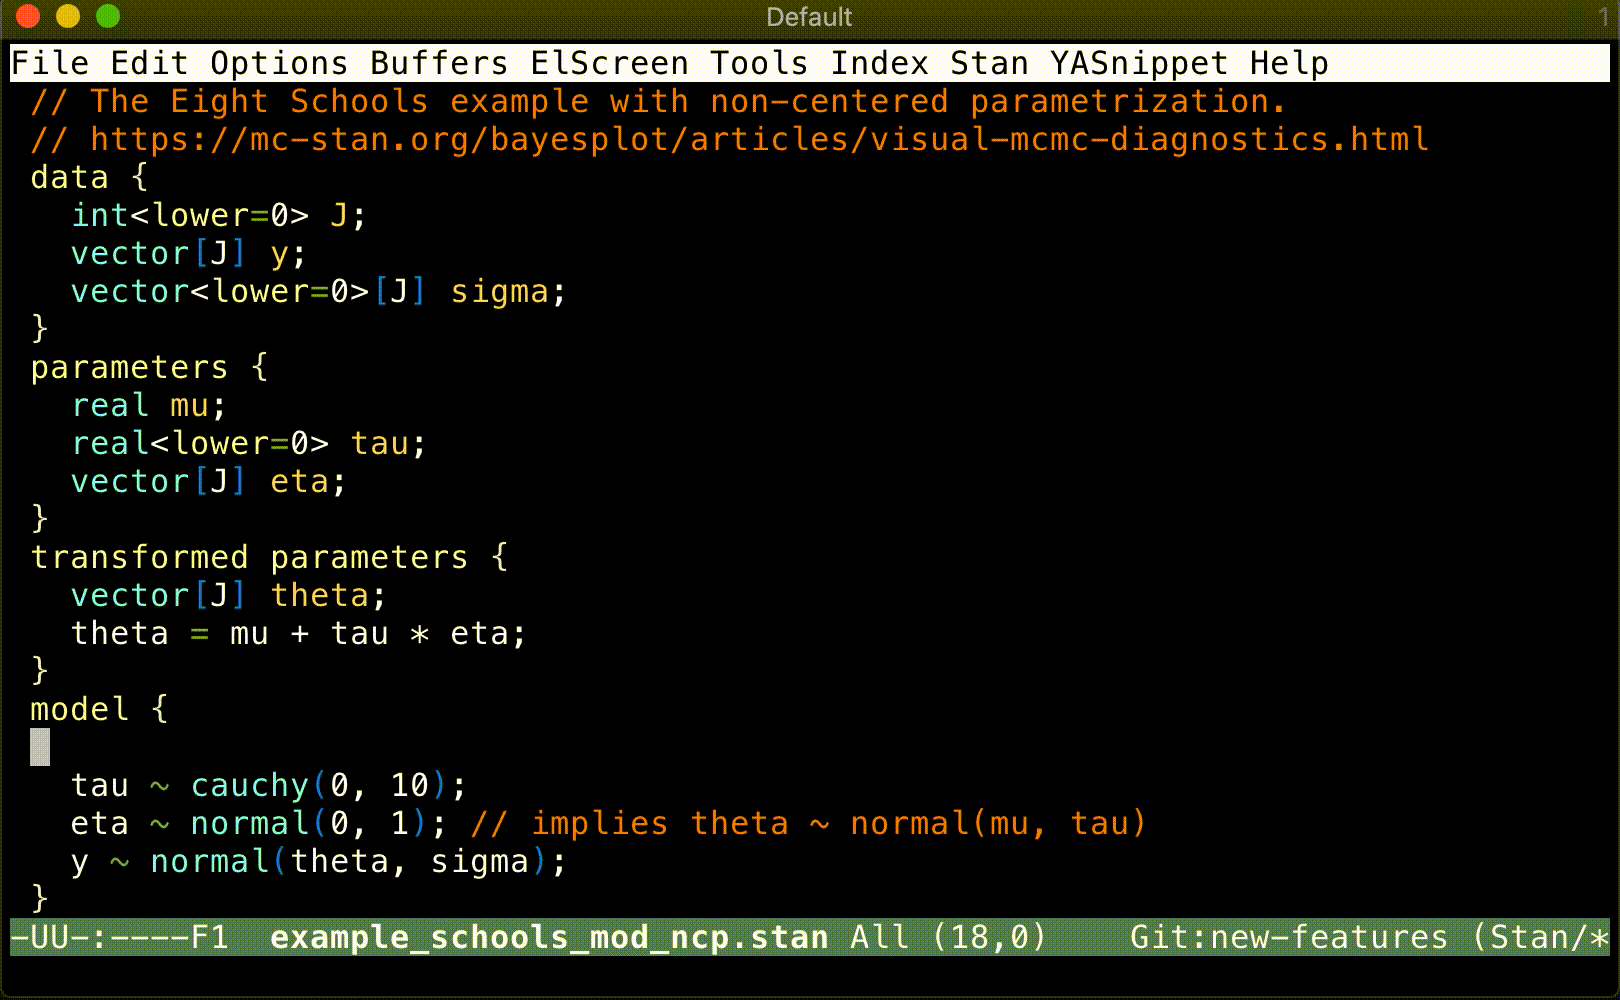 Default 1
File Edit Options Buffers ElScreen Tools Index Stan YASnippet Help
// The Eight Schools example with non-centered parametrization.
// https://mc-stan.org/bayesplot/articles/visual-mcmc-diagnostics.html
data {
  int<lower=0> J;
  vector[J] y;
  vector<lower=0>[J] sigma;
}
parameters {
  real mu;
  real<lower=0> tau;
  vector[J] eta;
}
transformed parameters {
  vector[J] theta;
  theta = mu + tau * eta;
}
model {
  tau ~ cauchy(0, 10);
  eta ~ normal(0, 1); // implies theta ~ normal(mu, tau)
  y ~ normal(theta, sigma);
}
-UU-:----F1  example_schools_mod_ncp.stan All (18,0)    Git:new-features (Stan/*